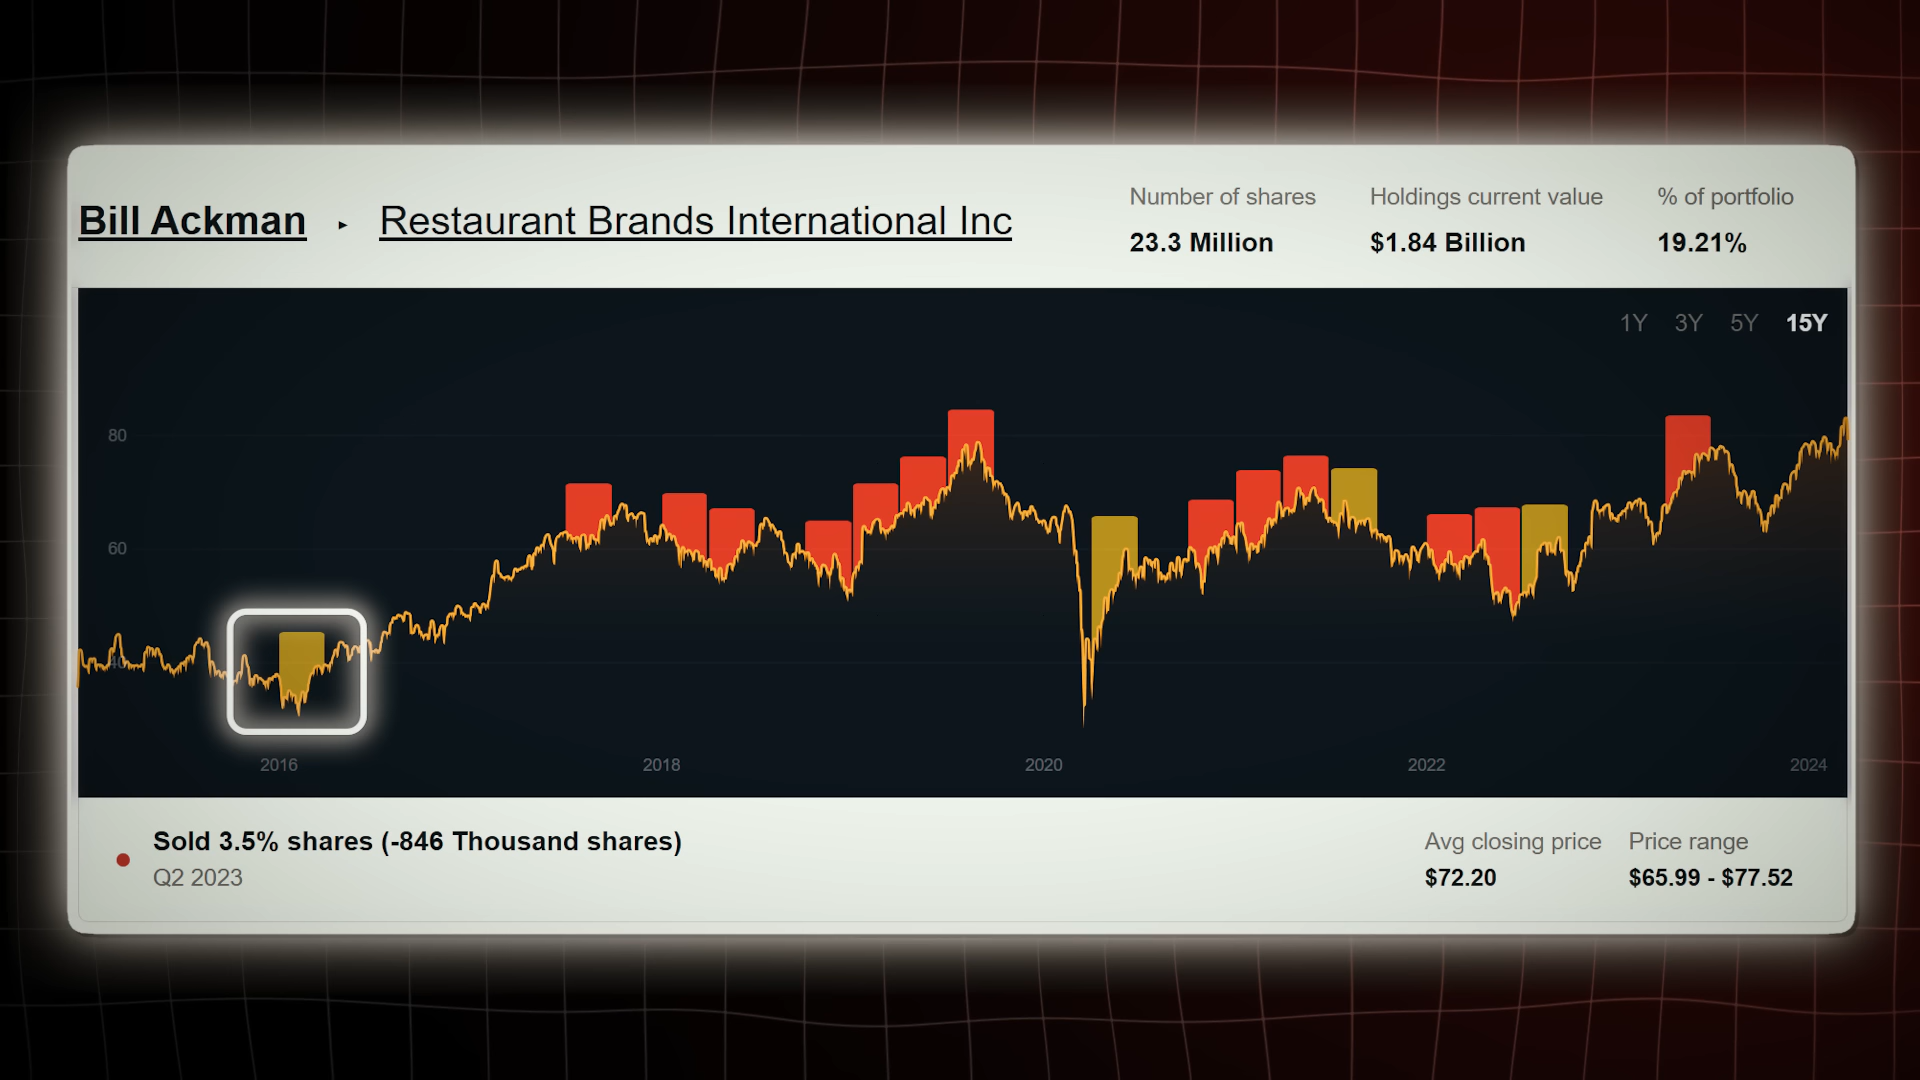 Bill Ackman ▸ Restaurant Brands International Inc
Number of shares
23.3 Million
Holdings current value
$1.84 Billion
% of portfolio
19.21%
1Y 3Y 5Y 15Y
80
60
40
2016 2018 2020 2022 2024
Sold 3.5% shares (-846 Thousand shares)
Q2 2023
Avg closing price
$72.20
Price range
$65.99 - $77.52